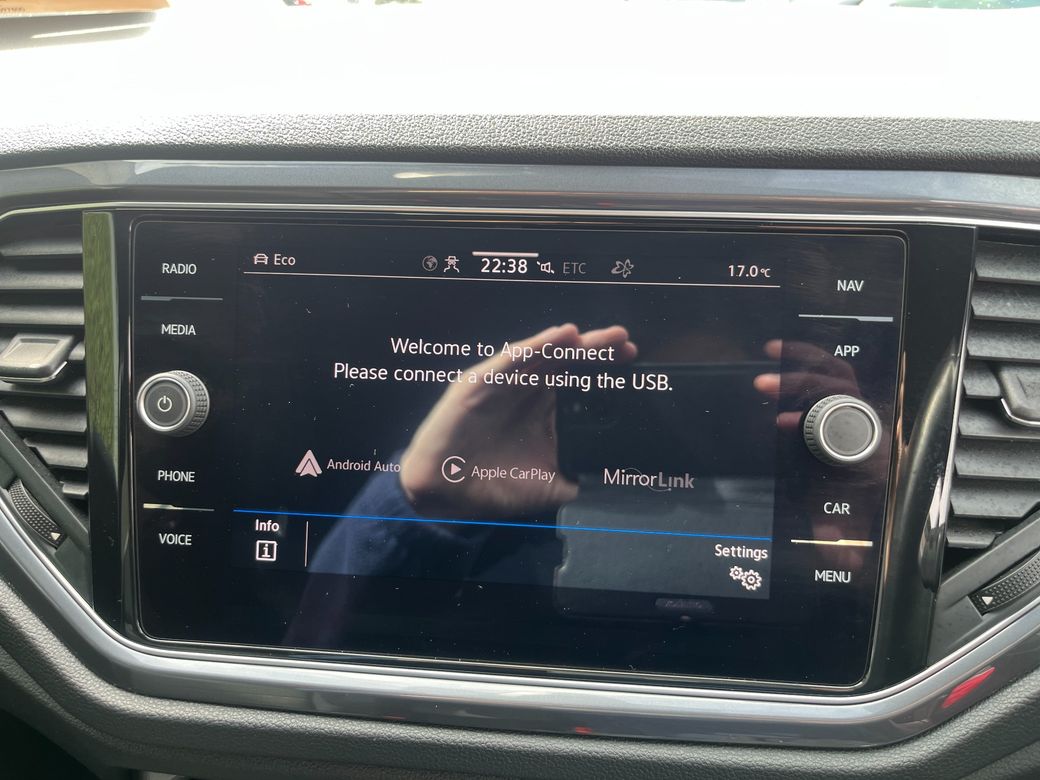 RADIO
MEDIA
PHONE
VOICE
Eco
22:38
ETC
17.0°C
Welcome to App-Connect
Please connect a device using the USB.
Android Auto
Apple CarPlay
MirrorLink
Info
Settings
NAV
APP
CAR
MENU